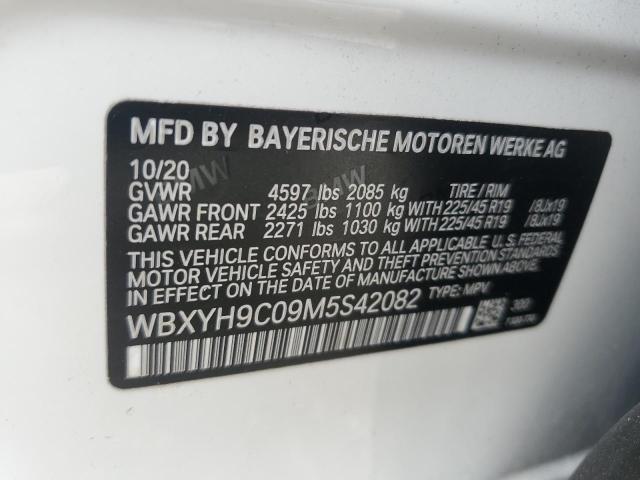 MFD BY BAYERISCHE MOTOREN WERKE AG
10/20
GVWR 4597 lbs 2085 kg TIRE / RIM
GAWR FRONT 2425 lbs 1100 kg WITH 225/45 R19 /8Jx19
GAWR REAR 2271 lbs 1030 kg WITH 225/45 R19 /8Jx19
THIS VEHICLE CONFORMS TO ALL APPLICABLE U.S. FEDERAL
MOTOR VEHICLE SAFETY, BUMPER, AND THEFT PREVENTION
STANDARDS IN EFFECT ON THE DATE OF MANUFACTURE SHOWN ABOVE.
WBXYH9C09M5S42082 TYPE: MPV
300